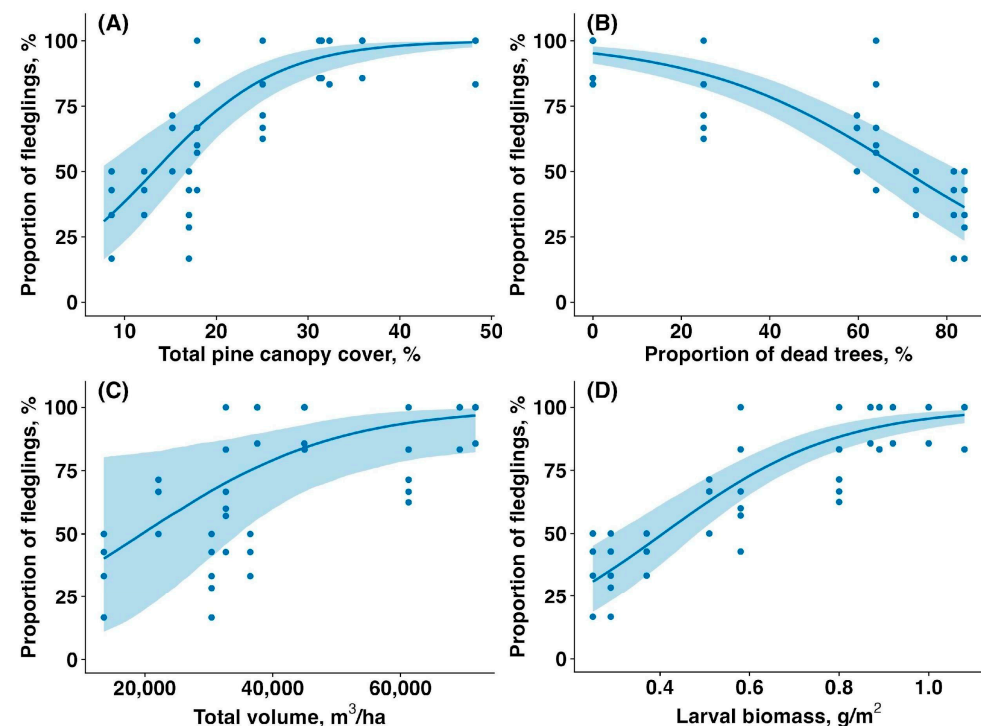 (A)
Proportion of fledglings, %
100
75
50
25
0
10 20 30 40 50
Total pine canopy cover, %
(B)
Proportion of fledglings, %
100
75
50
25
0
0 20 40 60 80
Proportion of dead trees, %
(C)
Proportion of fledglings, %
100
75
50
25
0
20,000 40,000 60,000
Total volume, m³/ha
(D)
Proportion of fledglings, %
100
75
50
25
0
0.4 0.6 0.8 1.0
Larval biomass, g/m²